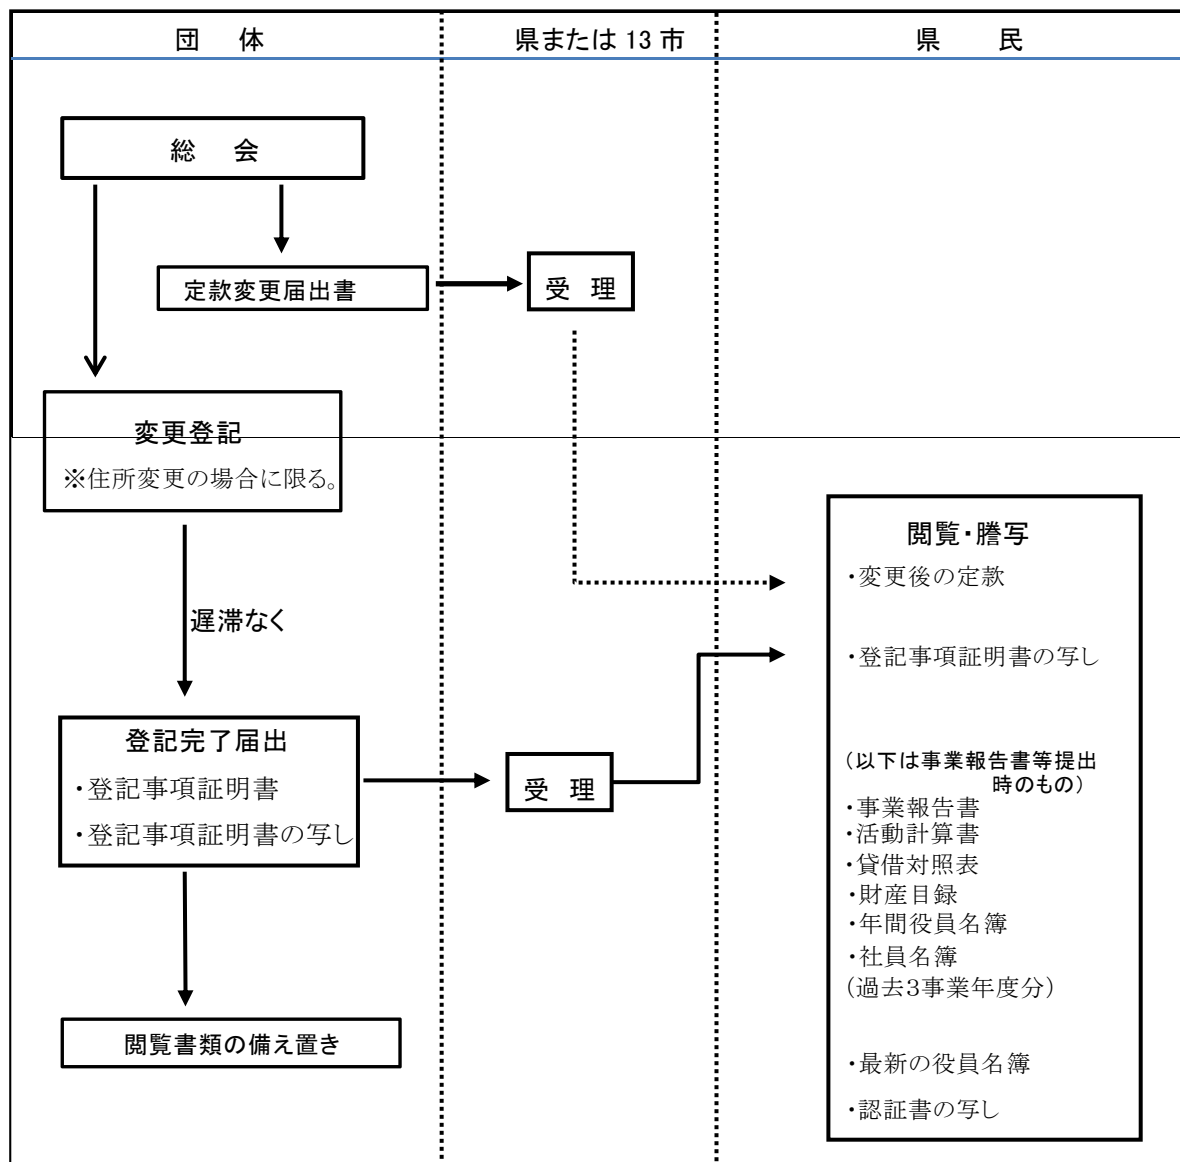 団　体
県または 13 市
県　民
総　会
定款変更届出書
受 理
変更登記
※住所変更の場合に限る。
遅滞なく
登記完了届出
・登記事項証明書
・登記事項証明書の写し
受 理
閲覧書類の備え置き
閲覧・謄写
・変更後の定款
・登記事項証明書の写し
(以下は事業報告書等提出
時のもの)
・事業報告書
・活動計算書
・貸借対照表
・財産目録
・年間役員名簿
・社員名簿
(過去3事業年度分)
・最新の役員名簿
・認証書の写し